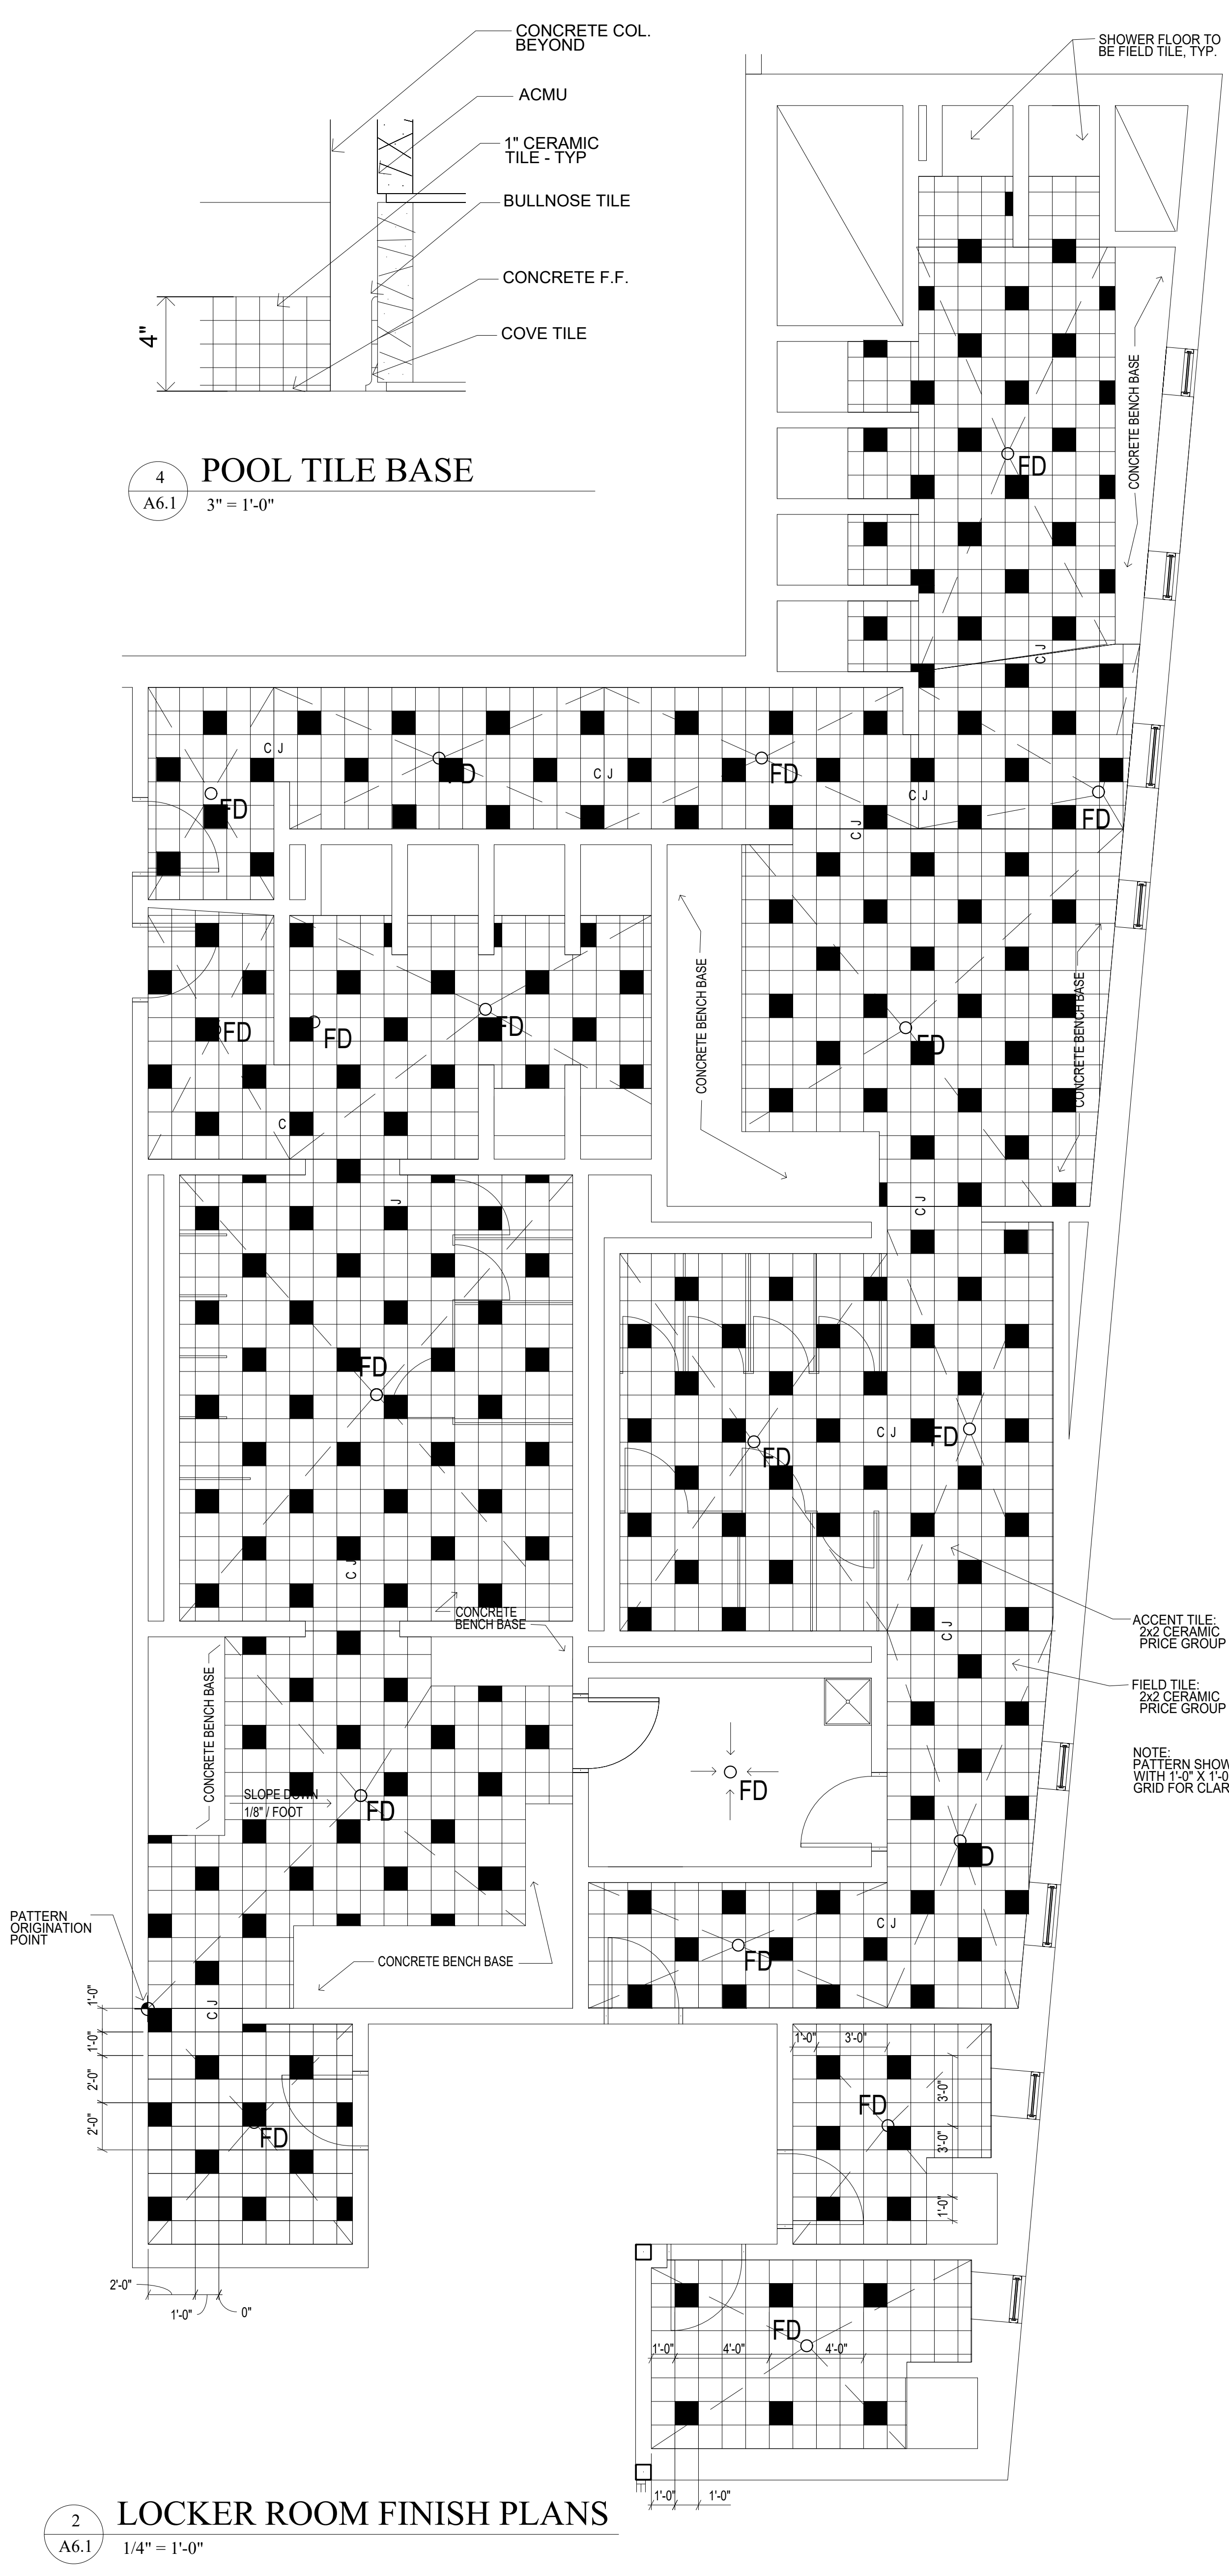 CONCRETE COL.
BEYOND
ACMU
1" CERAMIC
TILE - TYP
BULLNOSE TILE
CONCRETE F.F.
COVE TILE
4"
4
A6.1
POOL TILE BASE
3" = 1'-0"
SHOWER FLOOR TO
BE FIELD TILE, TYP.
CONCRETE BENCH BASE
FD
C J
C J
C J
C J
C J
FD
FD
FD
FD
FD
FD
FD
FD
FD
CONCRETE BENCH BASE
CONCRETE BENCH BASE
C
J
C J
FD
FD
FD
C J
C J
C J
CONCRETE
BENCH BASE
CONCRETE BENCH BASE
ACCENT TILE:
2x2 CERAMIC
PRICE GROUP
FIELD TILE:
2x2 CERAMIC
PRICE GROUP
NOTE:
PATTERN SHOW
WITH 1'-0" X 1'-0
GRID FOR CLAR
SLOPE DOWN
1/8" / FOOT
FD
FD
D
FD
C J
CONCRETE BENCH BASE
PATTERN
ORIGINATION
POINT
C J
1'-0"
1'-0"
2'-0"
2'-0"
FD
2'-0"
1'-0"
0"
1'-0"
3'-0"
3'-0"
3'-0"
1'-0"
FD
FD
1'-0"
4'-0"
4'-0"
1'-0"
1'-0"
2
A6.1
LOCKER ROOM FINISH PLANS
1/4" = 1'-0"